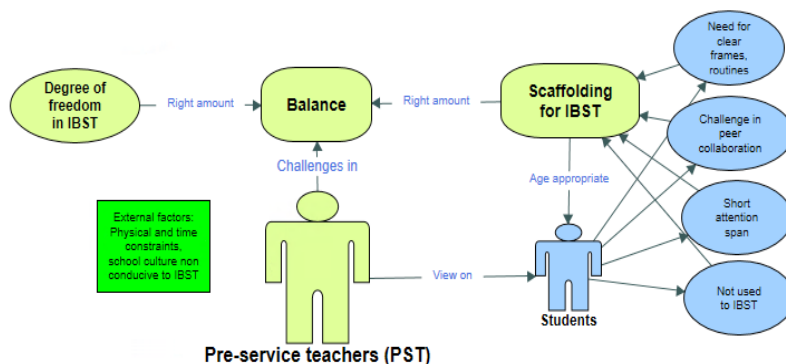 Need for
clear
frames,
routines
Degree of
freedom
in IBST
Right amount
Balance
Right amount
Scaffolding
for IBST
Challenge in
peer
collaboration
Challenges in
Age appropriate
External factors:
Physical and time
constraints,
school culture non
conducive to IBST
Short
attention
span
View on
Not used
to IBST
Students
Pre-service teachers (PST)